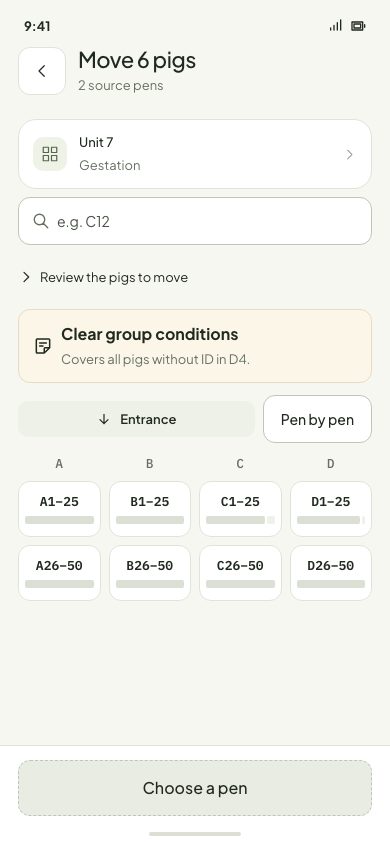 9:41
Move 6 pigs
2 source pens
Unit 7
Gestation
e.g. C12
Review the pigs to move
Clear group conditions
Covers all pigs without ID in D4.
Entrance
Pen by pen
A B C D
A1–25 B1–25 C1–25 D1–25
A26–50 B26–50 C26–50 D26–50
Choose a pen